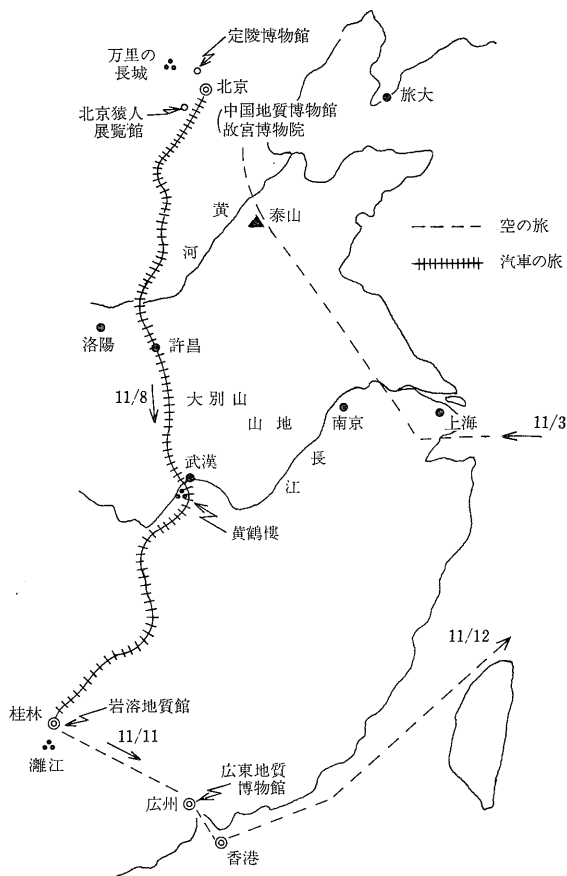 定陵博物館
万里の
長城
北京
北京猿人
展覧館
(中国地質博物館
故宮博物院
旅大
黄
河
泰山
空の旅
汽車の旅
洛陽
許昌
11/8
大別山
山地
南京
上海
11/3
武漢
長
江
黄鶴樓
11/12
桂林
岩溶地質館
11/11
灕江
広東地質
博物館
広州
香港